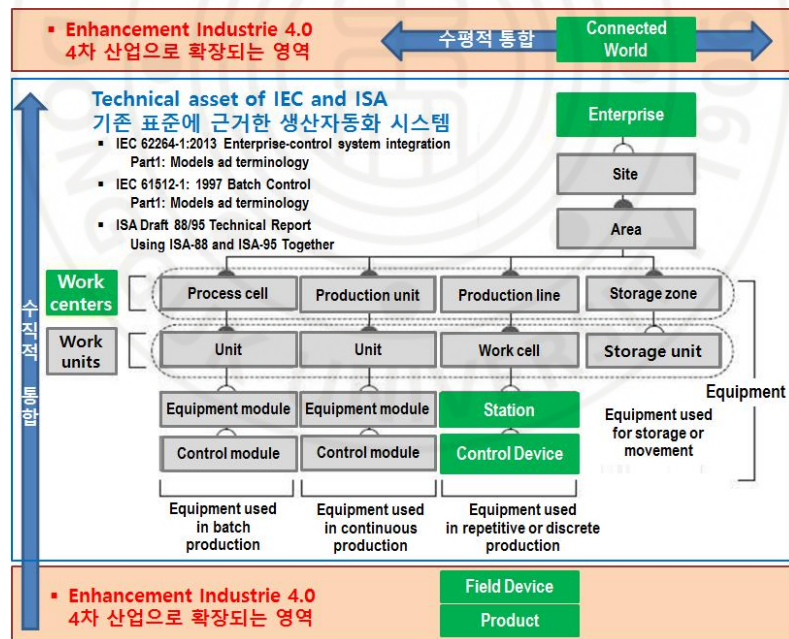 ▪ Enhancement Industrie 4.0
4차 산업으로 확장되는 영역
수평적 통합
Connected
World
Technical asset of IEC and ISA
기존 표준에 근거한 생산자동화 시스템
▪ IEC 62264-1:2013 Enterprise-control system integration
Part1: Models ad terminology
▪ IEC 61512-1: 1997 Batch Control
Part1: Models ad terminology
▪ ISA Draft 88/95 Technical Report
Using ISA-88 and ISA-95 Together
Enterprise
Site
Area
수직적 통합
Work
centers
Process cell
Production unit
Production line
Storage zone
Work
units
Unit
Unit
Work cell
Storage unit
Equipment
Equipment module
Equipment module
Station
Equipment used
for storage or
movement
Control module
Control module
Control Device
Equipment used
in batch
production
Equipment used
in continuous
production
Equipment used
in repetitive or discrete
production
▪ Enhancement Industrie 4.0
4차 산업으로 확장되는 영역
Field Device
Product